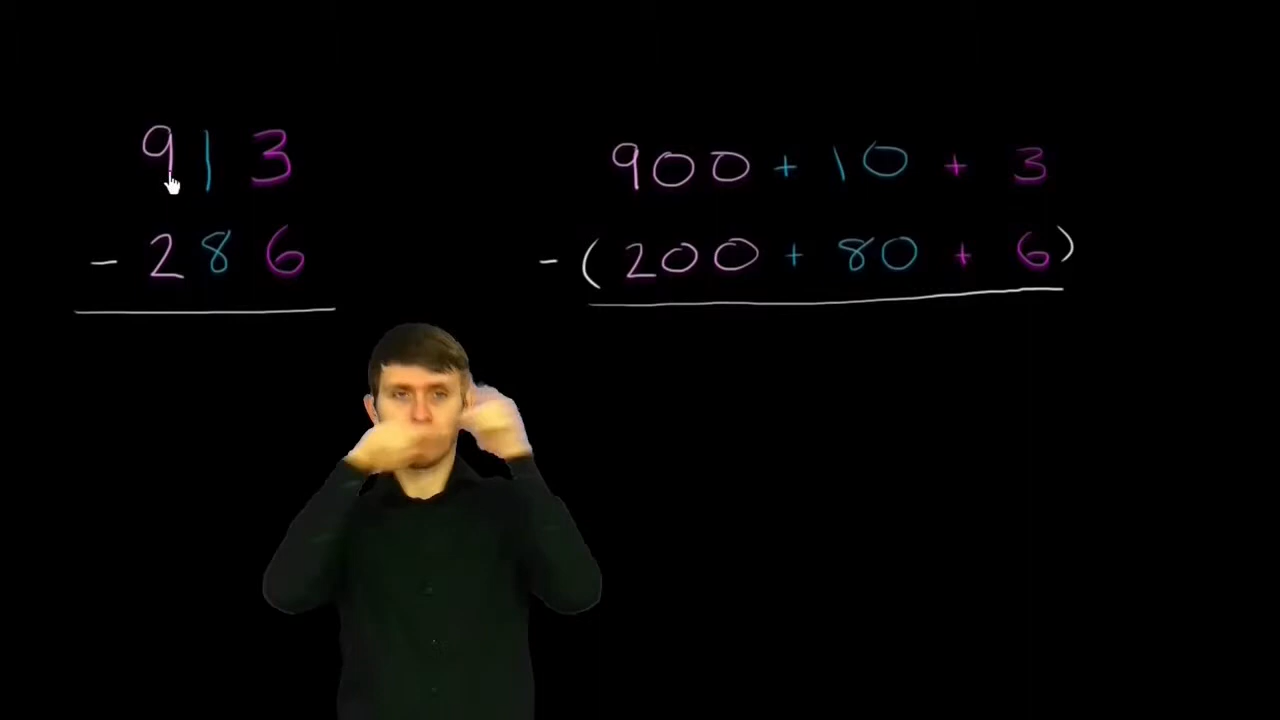 913
- 286
900 + 10 + 3
- (200 + 80 + 6)